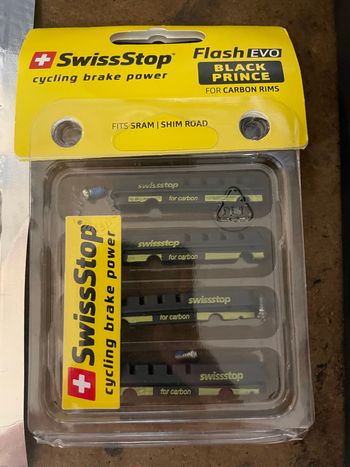 SwissStop
cycling brake power
Flash EVO
BLACK
PRINCE
FOR CARBON RIMS
FITS SRAM | SHIM ROAD
swissstop
for carbon
swissstop
for carbon
swissstop
for carbon
swissstop
for carbon
SwissStop
cycling brake power